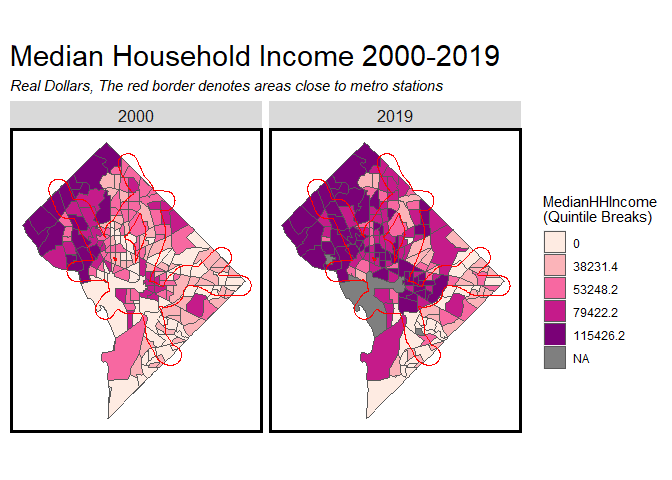 Median Household Income 2000-2019
Real Dollars, The red border denotes areas close to metro stations
2000
2019
MedianHHIncome
(Quintile Breaks)
0
38231.4
53248.2
79422.2
115426.2
NA